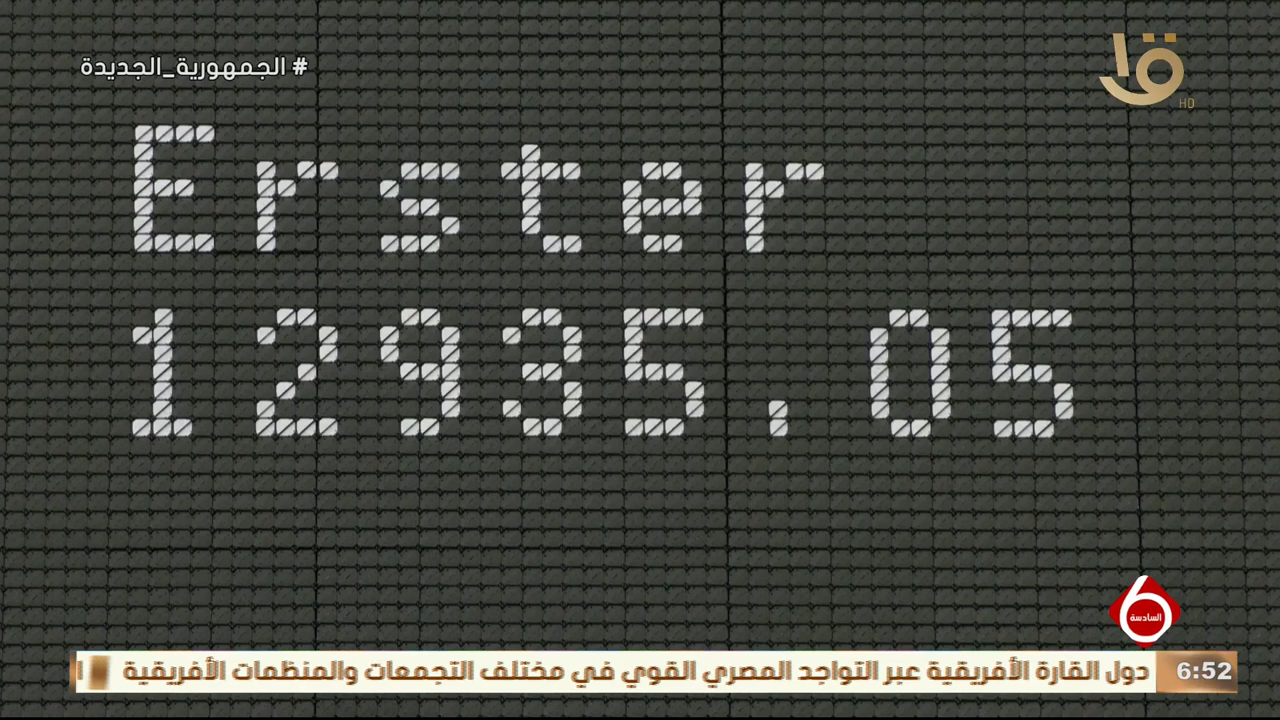 # الجمهورية_الجديدة
HD
Erster
12935.05
السادسة
6:52
دول القارة الأفريقية عبر التواجد المصري القوي في مختلف التجمعات والمنظمات الأفريقية